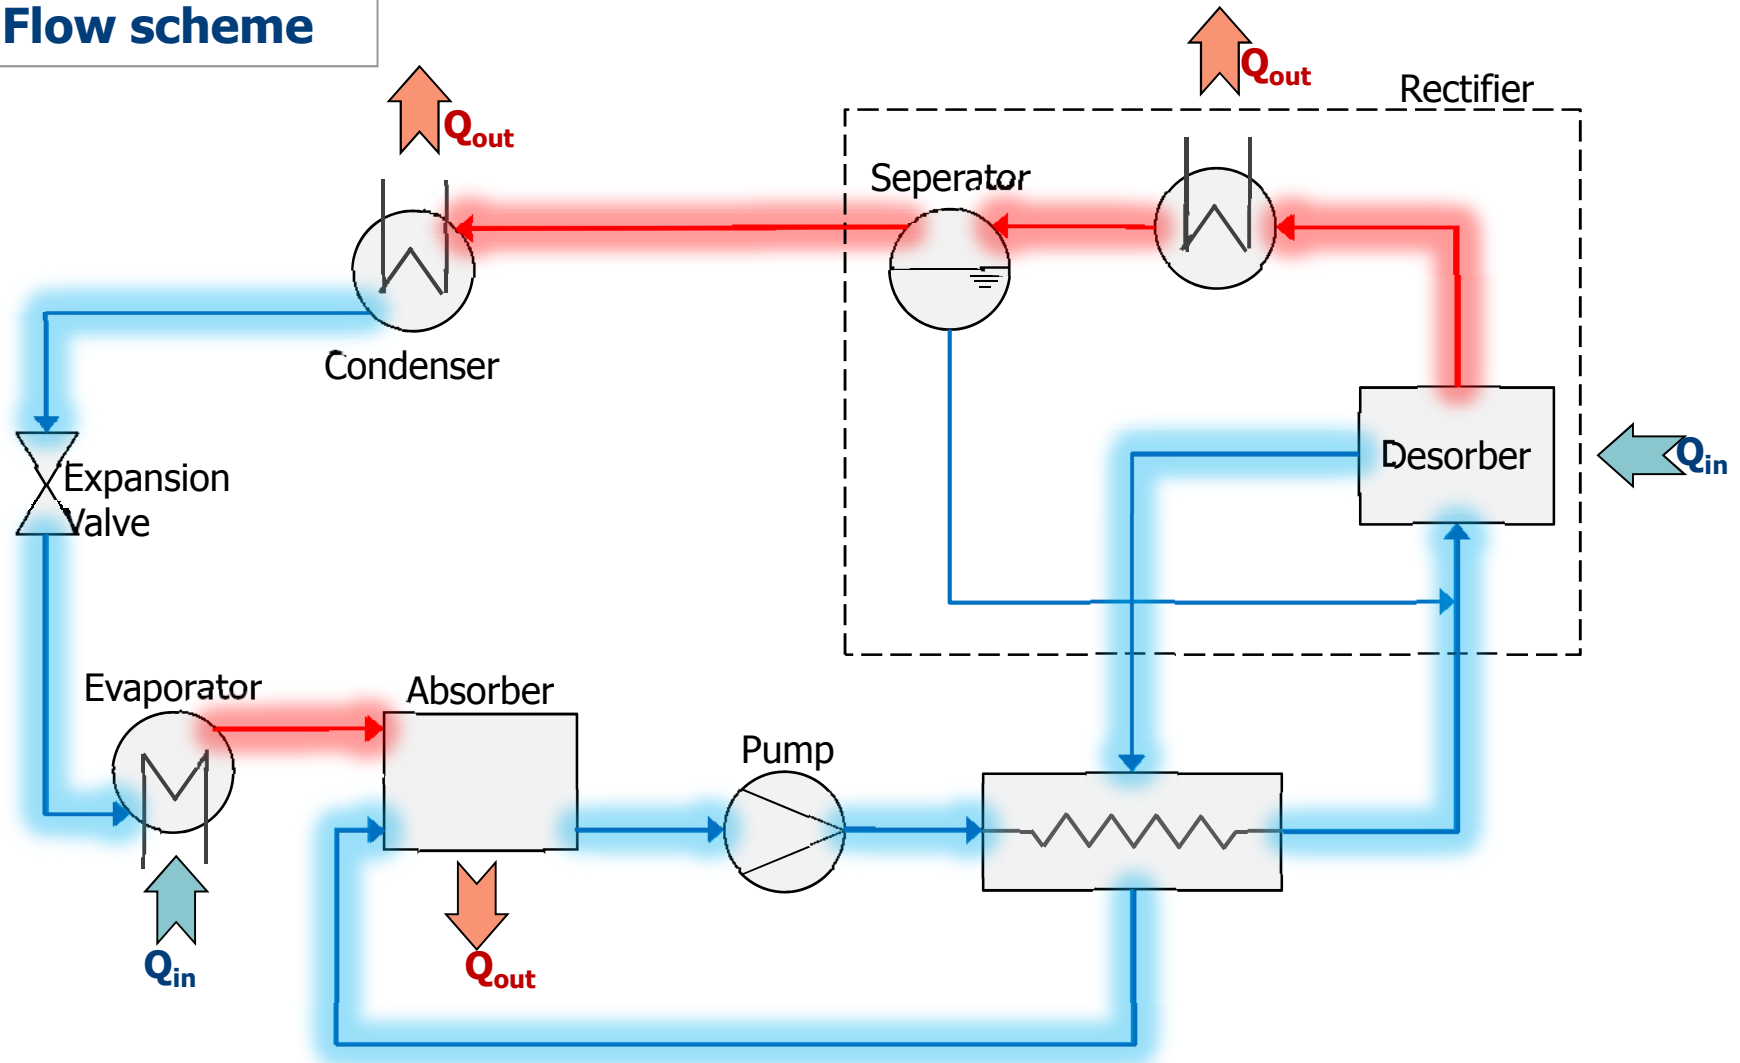 Flow scheme
Qout
Qout
Rectifier
Seperator
Condenser
Desorber
Qin
Expansion
Valve
Evaporator
Absorber
Pump
Qin
Qout